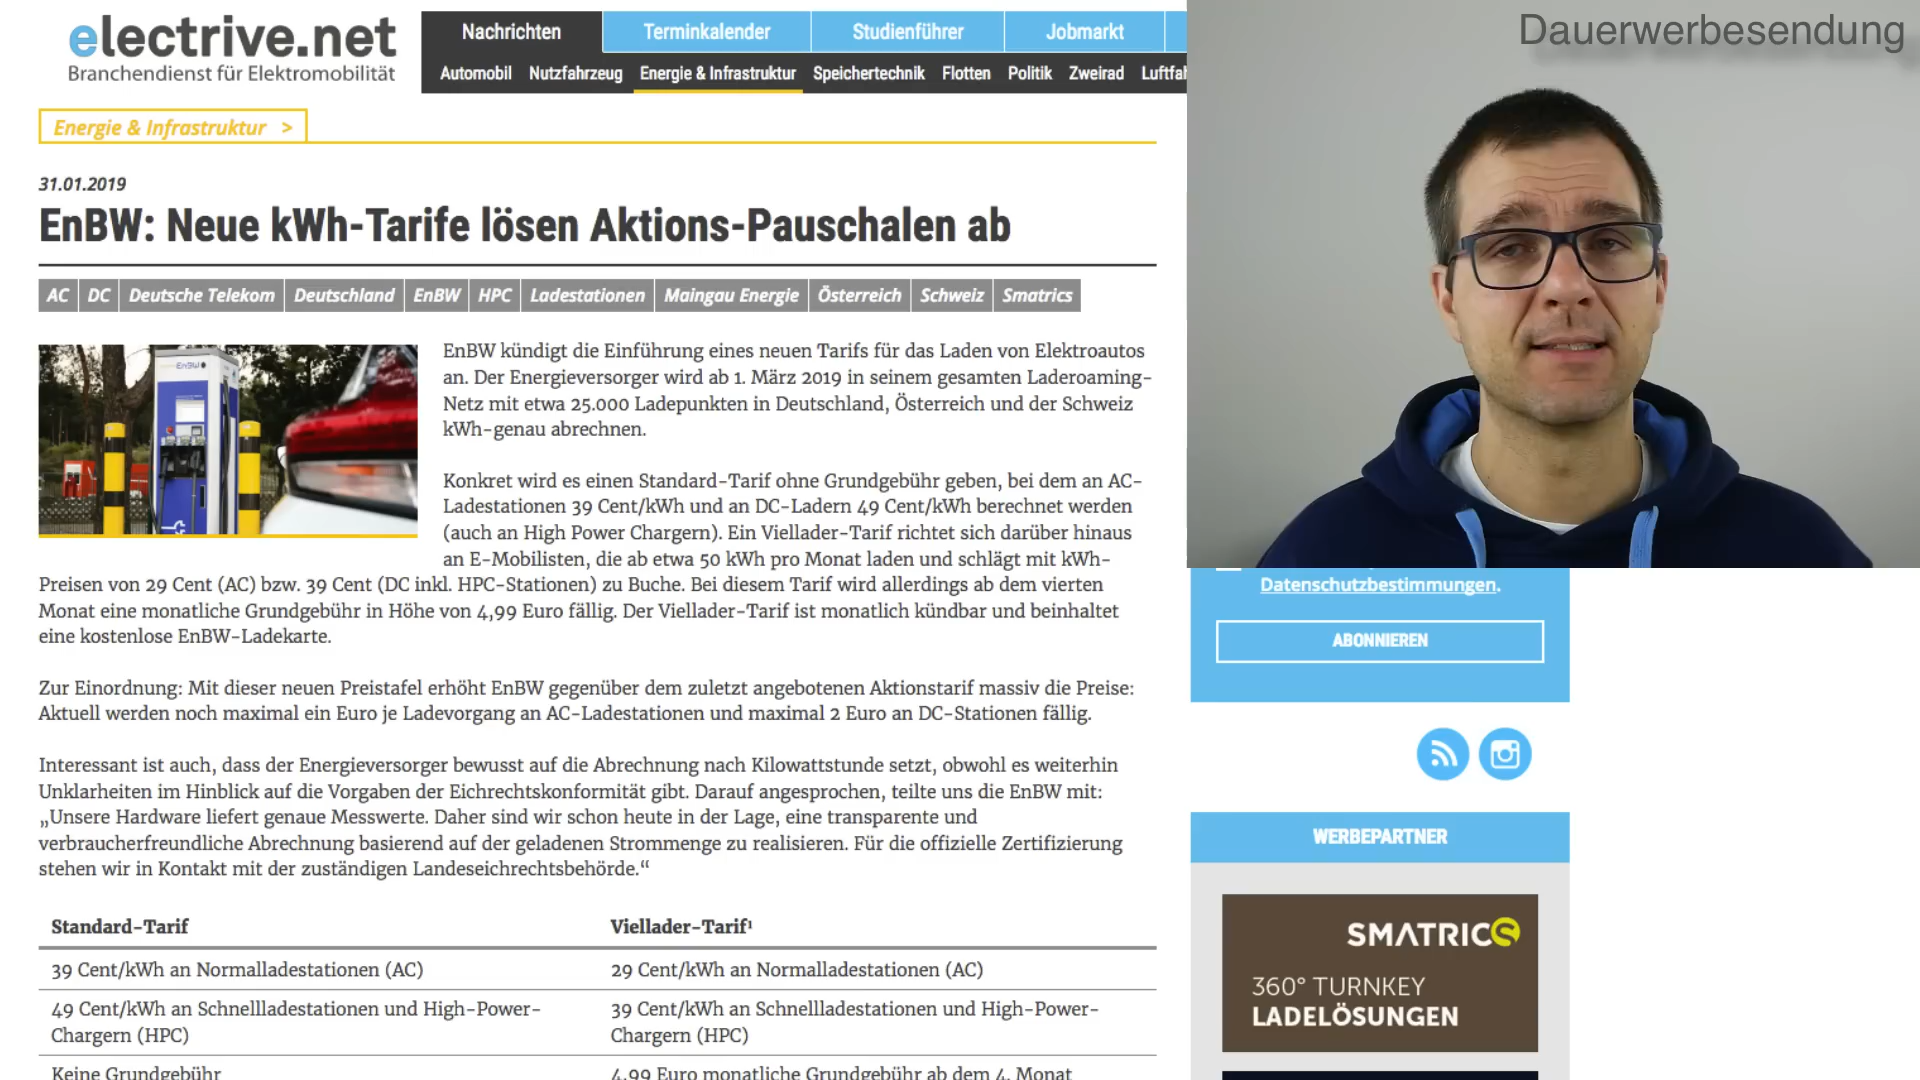 electrive.net
Branchendienst für Elektromobilität
Nachrichten
Terminkalender
Studienführer
Jobmarkt
Automobil Nutzfahrzeug Energie & Infrastruktur Speichertechnik Flotten Politik Zweirad
Dauerwerbesendung
Energie & Infrastruktur >
31.01.2019
EnBW: Neue kWh-Tarife lösen Aktions-Pauschalen ab
AC DC Deutsche Telekom Deutschland EnBW HPC Ladestationen Maingau Energie Österreich Schweiz Smatrics
EnBW
EnBW kündigt die Einführung eines neuen Tarifs für das Laden von Elektroautos
an. Der Energieversorger wird ab 1. März 2019 in seinem gesamten Laderoaming-
Netz mit etwa 25.000 Ladepunkten in Deutschland, Österreich und der Schweiz
kWh-genau abrechnen.
Konkret wird es einen Standard-Tarif ohne Grundgebühr geben, bei dem an AC-
Ladestationen 39 Cent/kWh und an DC-Ladern 49 Cent/kWh berechnet werden
(auch an High Power Chargern). Ein Viellader-Tarif richtet sich darüber hinaus
an E-Mobilisten, die ab etwa 50 kWh pro Monat laden und schlägt mit kWh-
Preisen von 29 Cent (AC) bzw. 39 Cent (DC inkl. HPC-Stationen) zu Buche. Bei diesem Tarif wird allerdings ab dem vierten
Monat eine monatliche Grundgebühr in Höhe von 4,99 Euro fällig. Der Viellader-Tarif ist monatlich kündbar und beinhaltet
eine kostenlose EnBW-Ladekarte.
Zur Einordnung: Mit dieser neuen Preistafel erhöht EnBW gegenüber dem zuletzt angebotenen Aktionstarif massiv die Preise:
Aktuell werden noch maximal ein Euro je Ladevorgang an AC-Ladestationen und maximal 2 Euro an DC-Stationen fällig.
Interessant ist auch, dass der Energieversorger bewusst auf die Abrechnung nach Kilowattstunde setzt, obwohl es weiterhin
Unklarheiten im Hinblick auf die Vorgaben der Eichrechtskonformität gibt. Darauf angesprochen, teilte uns die EnBW mit:
„Unsere Hardware liefert genaue Messwerte. Daher sind wir schon heute in der Lage, eine transparente und
verbraucherfreundliche Abrechnung basierend auf der geladenen Strommenge zu realisieren. Für die offizielle Zertifizierung
stehen wir in Kontakt mit der zuständigen Landeseichrechtsbehörde.“
Standard-Tarif
Viellader-Tarif¹
39 Cent/kWh an Normalladestationen (AC)
29 Cent/kWh an Normalladestationen (AC)
49 Cent/kWh an Schnellladestationen und High-Power-
Chargern (HPC)
39 Cent/kWh an Schnellladestationen und High-Power-
Chargern (HPC)
Keine Grundgebühr
4,99 Euro monatliche Grundgebühr ab dem 4. Monat
Datenschutzbestimmungen.
ABONNIEREN
WERBEPARTNER
SMATRICS
360° TURNKEY
LADELÖSUNGEN